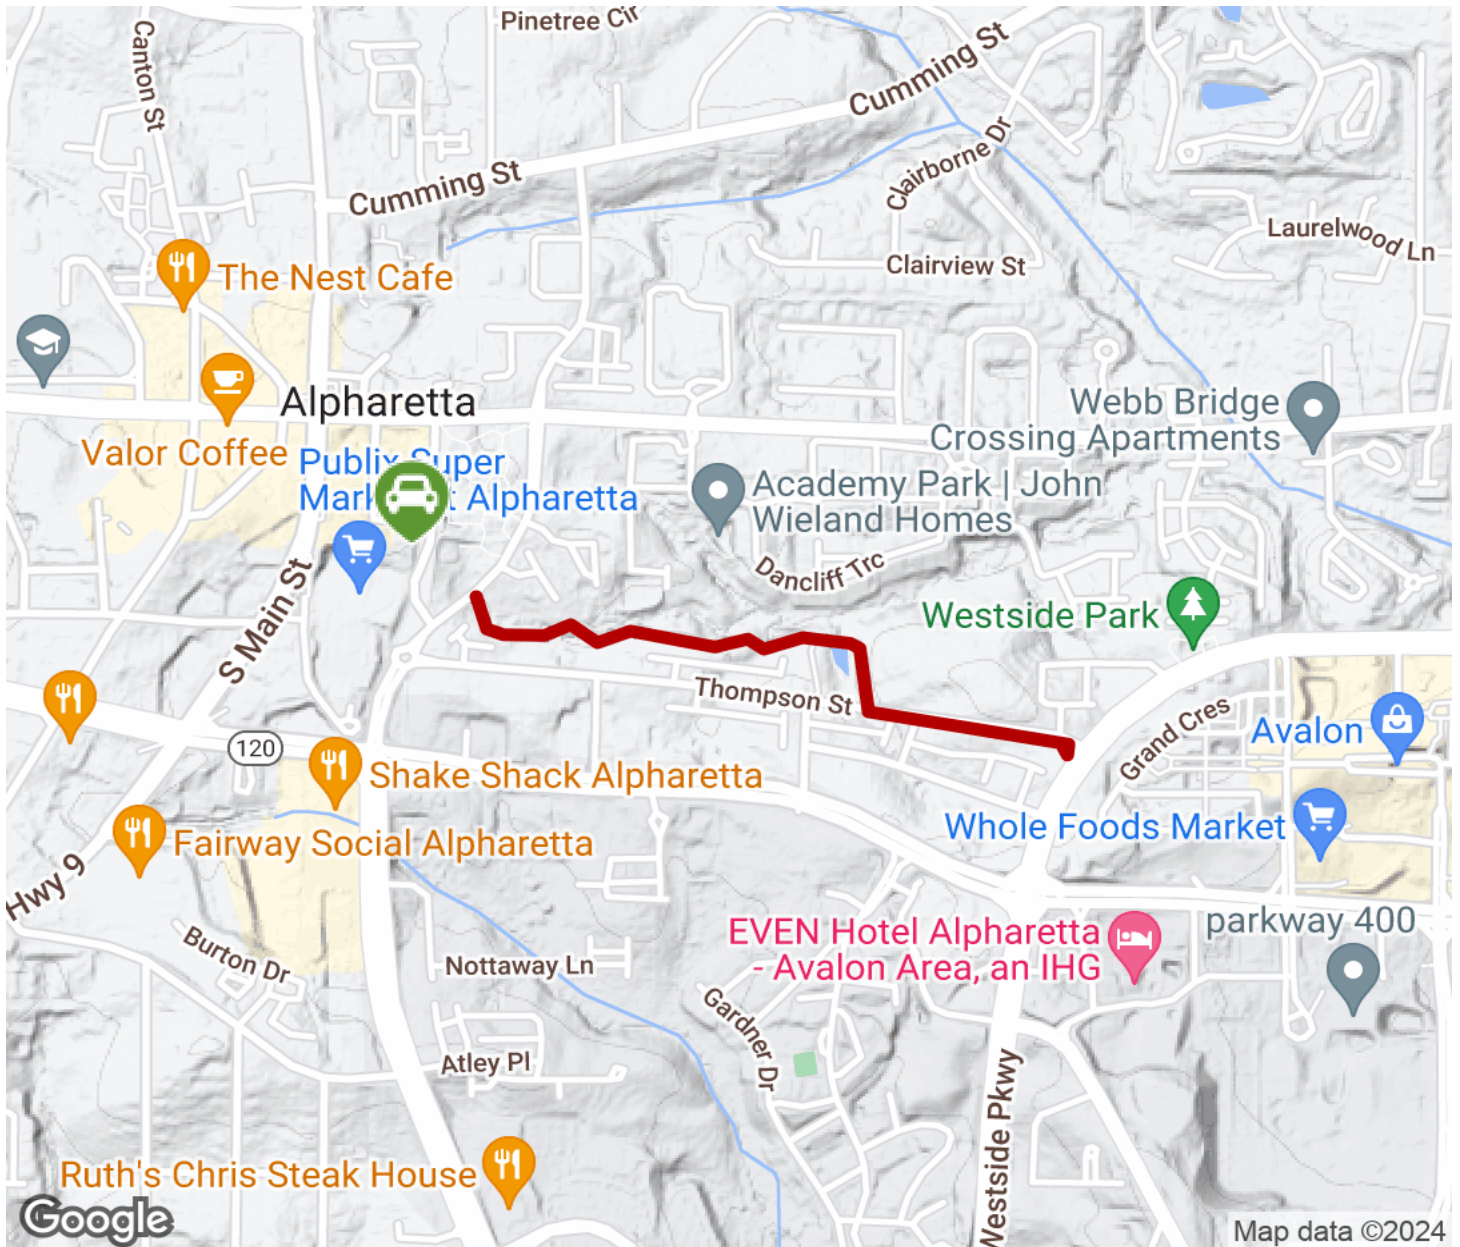 Pinetree Cir
Canton St
Cumming St
Cumming St
Clairborne Dr
Laurelwood Ln
Clairview St
The Nest Cafe
Alpharetta
Webb Bridge
Crossing Apartments
Valor Coffee
Publix Super
Market Alpharetta
Academy Park | John
Wieland Homes
Dancliff Trc
S Main St
Westside Park
Thompson St
Grand Cres
Avalon
120
Shake Shack Alpharetta
Whole Foods Market
Fairway Social Alpharetta
Hwy 9
parkway 400
EVEN Hotel Alpharetta
- Avalon Area, an IHG
Burton Dr
Nottaway Ln
Gardner Dr
Atley Pl
Westside Pkwy
Ruth's Chris Steak House
Google
Map data ©2024